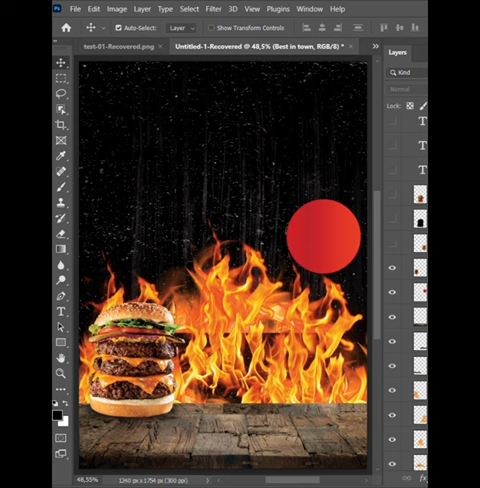 Ps File Edit Image Layer Type Select Filter 3D View Plugins Window Help
Auto-Select: Layer Show Transform Controls
test-01-Recovered.png × Untitled-1-Recovered @ 48,5% (Best in town, RGB/8) * ×
Layers
Kind
Normal
Lock:
T
T
T
48,55% 1240 px x 1754 px (300 ppi)
fx